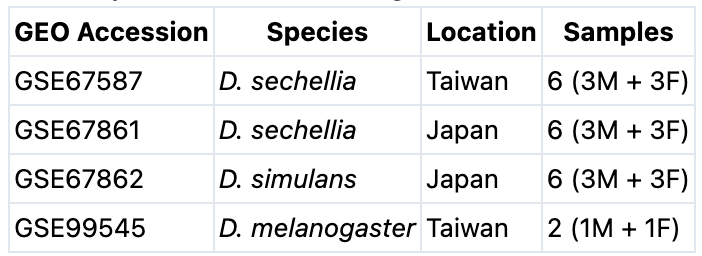 GEO Accession Species Location Samples
GSE67587 D. sechellia Taiwan 6 (3M + 3F)
GSE67861 D. sechellia Japan 6 (3M + 3F)
GSE67862 D. simulans Japan 6 (3M + 3F)
GSE99545 D. melanogaster Taiwan 2 (1M + 1F)